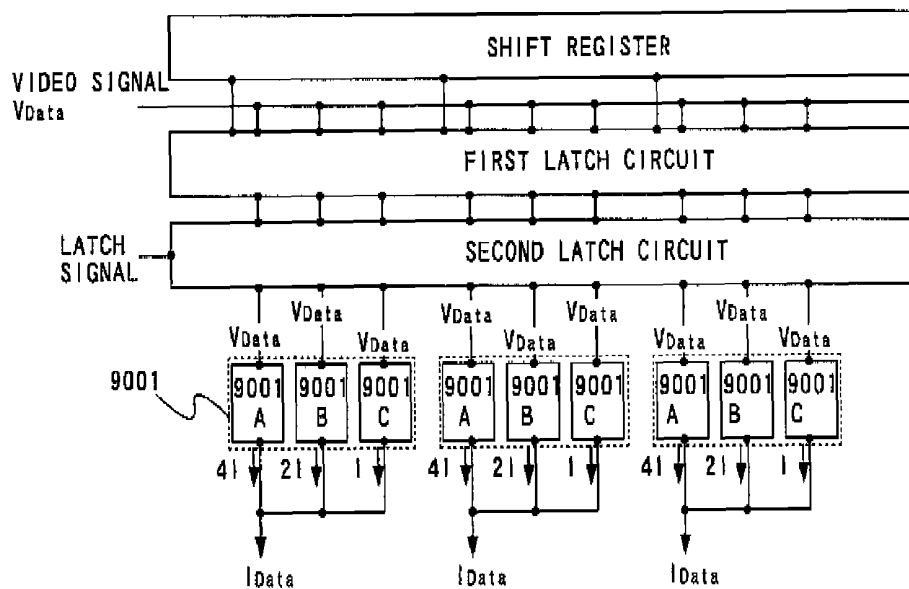 SHIFT REGISTER
VIDEO SIGNAL
VData
FIRST LATCH CIRCUIT
LATCH
SIGNAL
SECOND LATCH CIRCUIT
VData VData VData VData VData VData VData VData VData
9001
9001 A 9001 B 9001 C 9001 A 9001 B 9001 C 9001 A 9001 B 9001 C
4I 2I I 4I 2I I 4I 2I I
IData IData IData